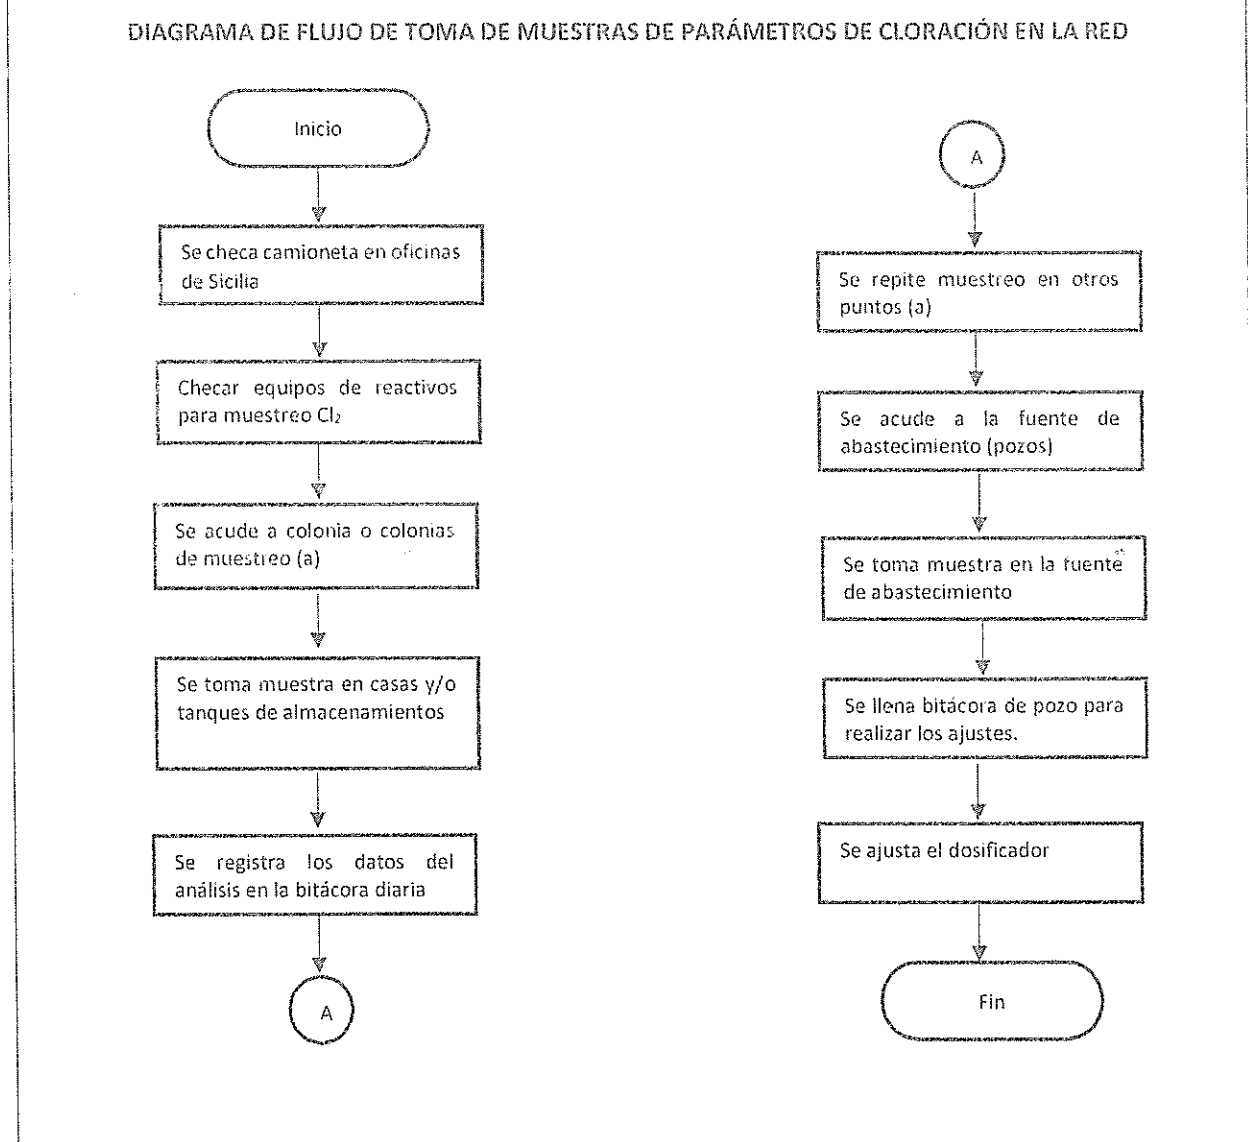 DIAGRAMA DE FLUJO DE TOMA DE MUESTRAS DE PARÁMETROS DE CLORACIÓN EN LA RED
Inicio
Se checa camioneta en oficinas
de Sicilia
Checar equipos de reactivos
para muestreo Cl₂
Se acude a colonia o colonias
de muestreo (a)
Se toma muestra en casas y/o
tanques de almacenamientos
Se registra los datos del
análisis en la bitácora diaria
A
A
Se repite muestreo en otros
puntos (a)
Se acude a la fuente de
abastecimiento (pozos)
Se toma muestra en la fuente
de abastecimiento
Se llena bitácora de pozo para
realizar los ajustes.
Se ajusta el dosificador
Fin